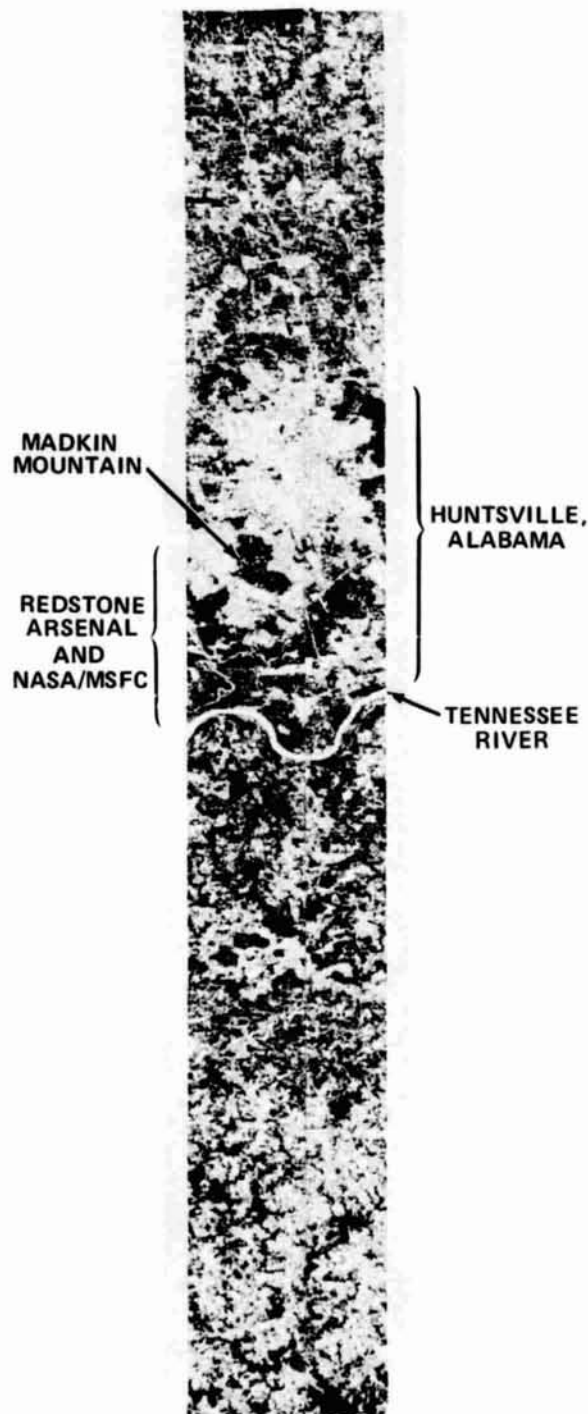 MADKIN
MOUNTAIN
HUNTSVILLE,
ALABAMA
REDSTONE
ARSENAL
AND
NASA/MSFC
TENNESSEE
RIVER